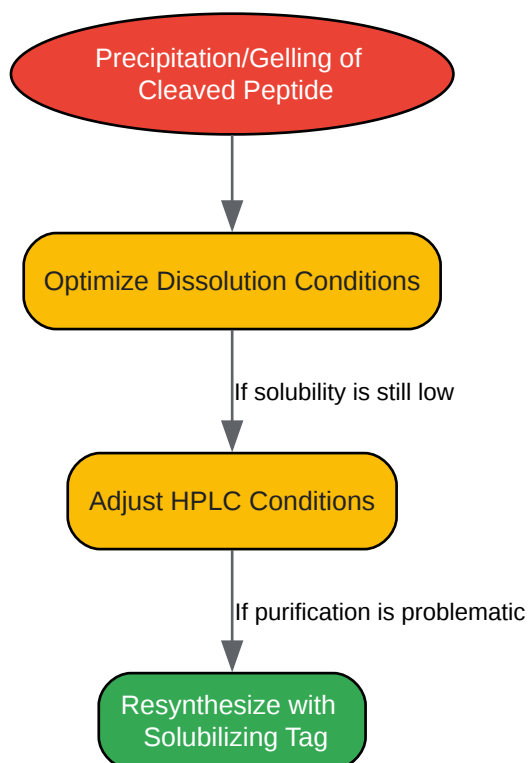 Precipitation/Gelling of
Cleaved Peptide
Optimize Dissolution Conditions
If solubility is still low
Adjust HPLC Conditions
If purification is problematic
Resynthesize with
Solubilizing Tag